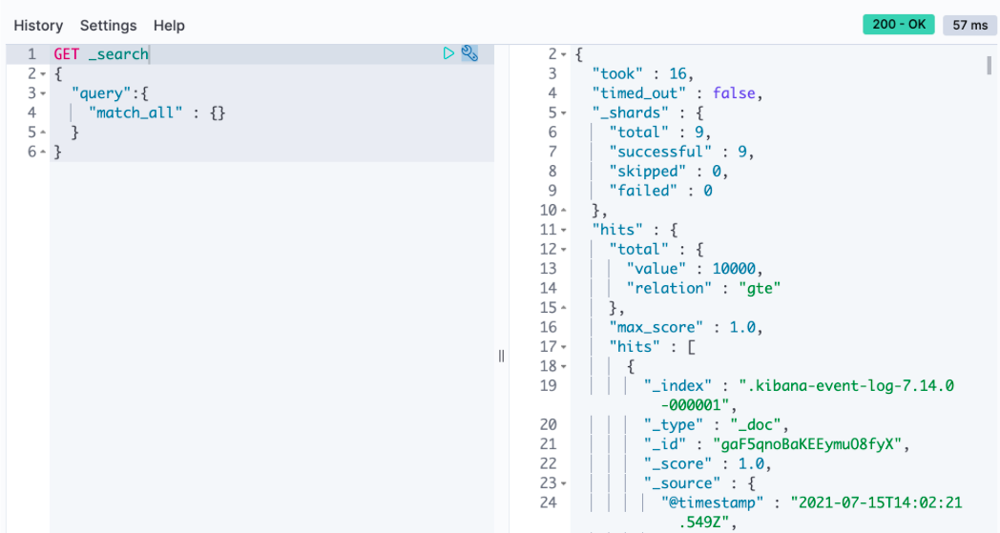 History Settings Help
200 - OK 57 ms
1 GET _search
2 {
3 "query":{
4 "match_all" : {}
5 }
6 }
2 {
3 "took" : 16,
4 "timed_out" : false,
5 "_shards" : {
6 "total" : 9,
7 "successful" : 9,
8 "skipped" : 0,
9 "failed" : 0
10 },
11 "hits" : {
12 "total" : {
13 "value" : 10000,
14 "relation" : "gte"
15 },
16 "max_score" : 1.0,
17 "hits" : [
18 {
19 "_index" : ".kibana-event-log-7.14.0
-000001",
20 "_type" : "_doc",
21 "_id" : "gaF5qnoBaKEEymuO8fyX",
22 "_score" : 1.0,
23 "_source" : {
24 "@timestamp" : "2021-07-15T14:02:21
.549Z",